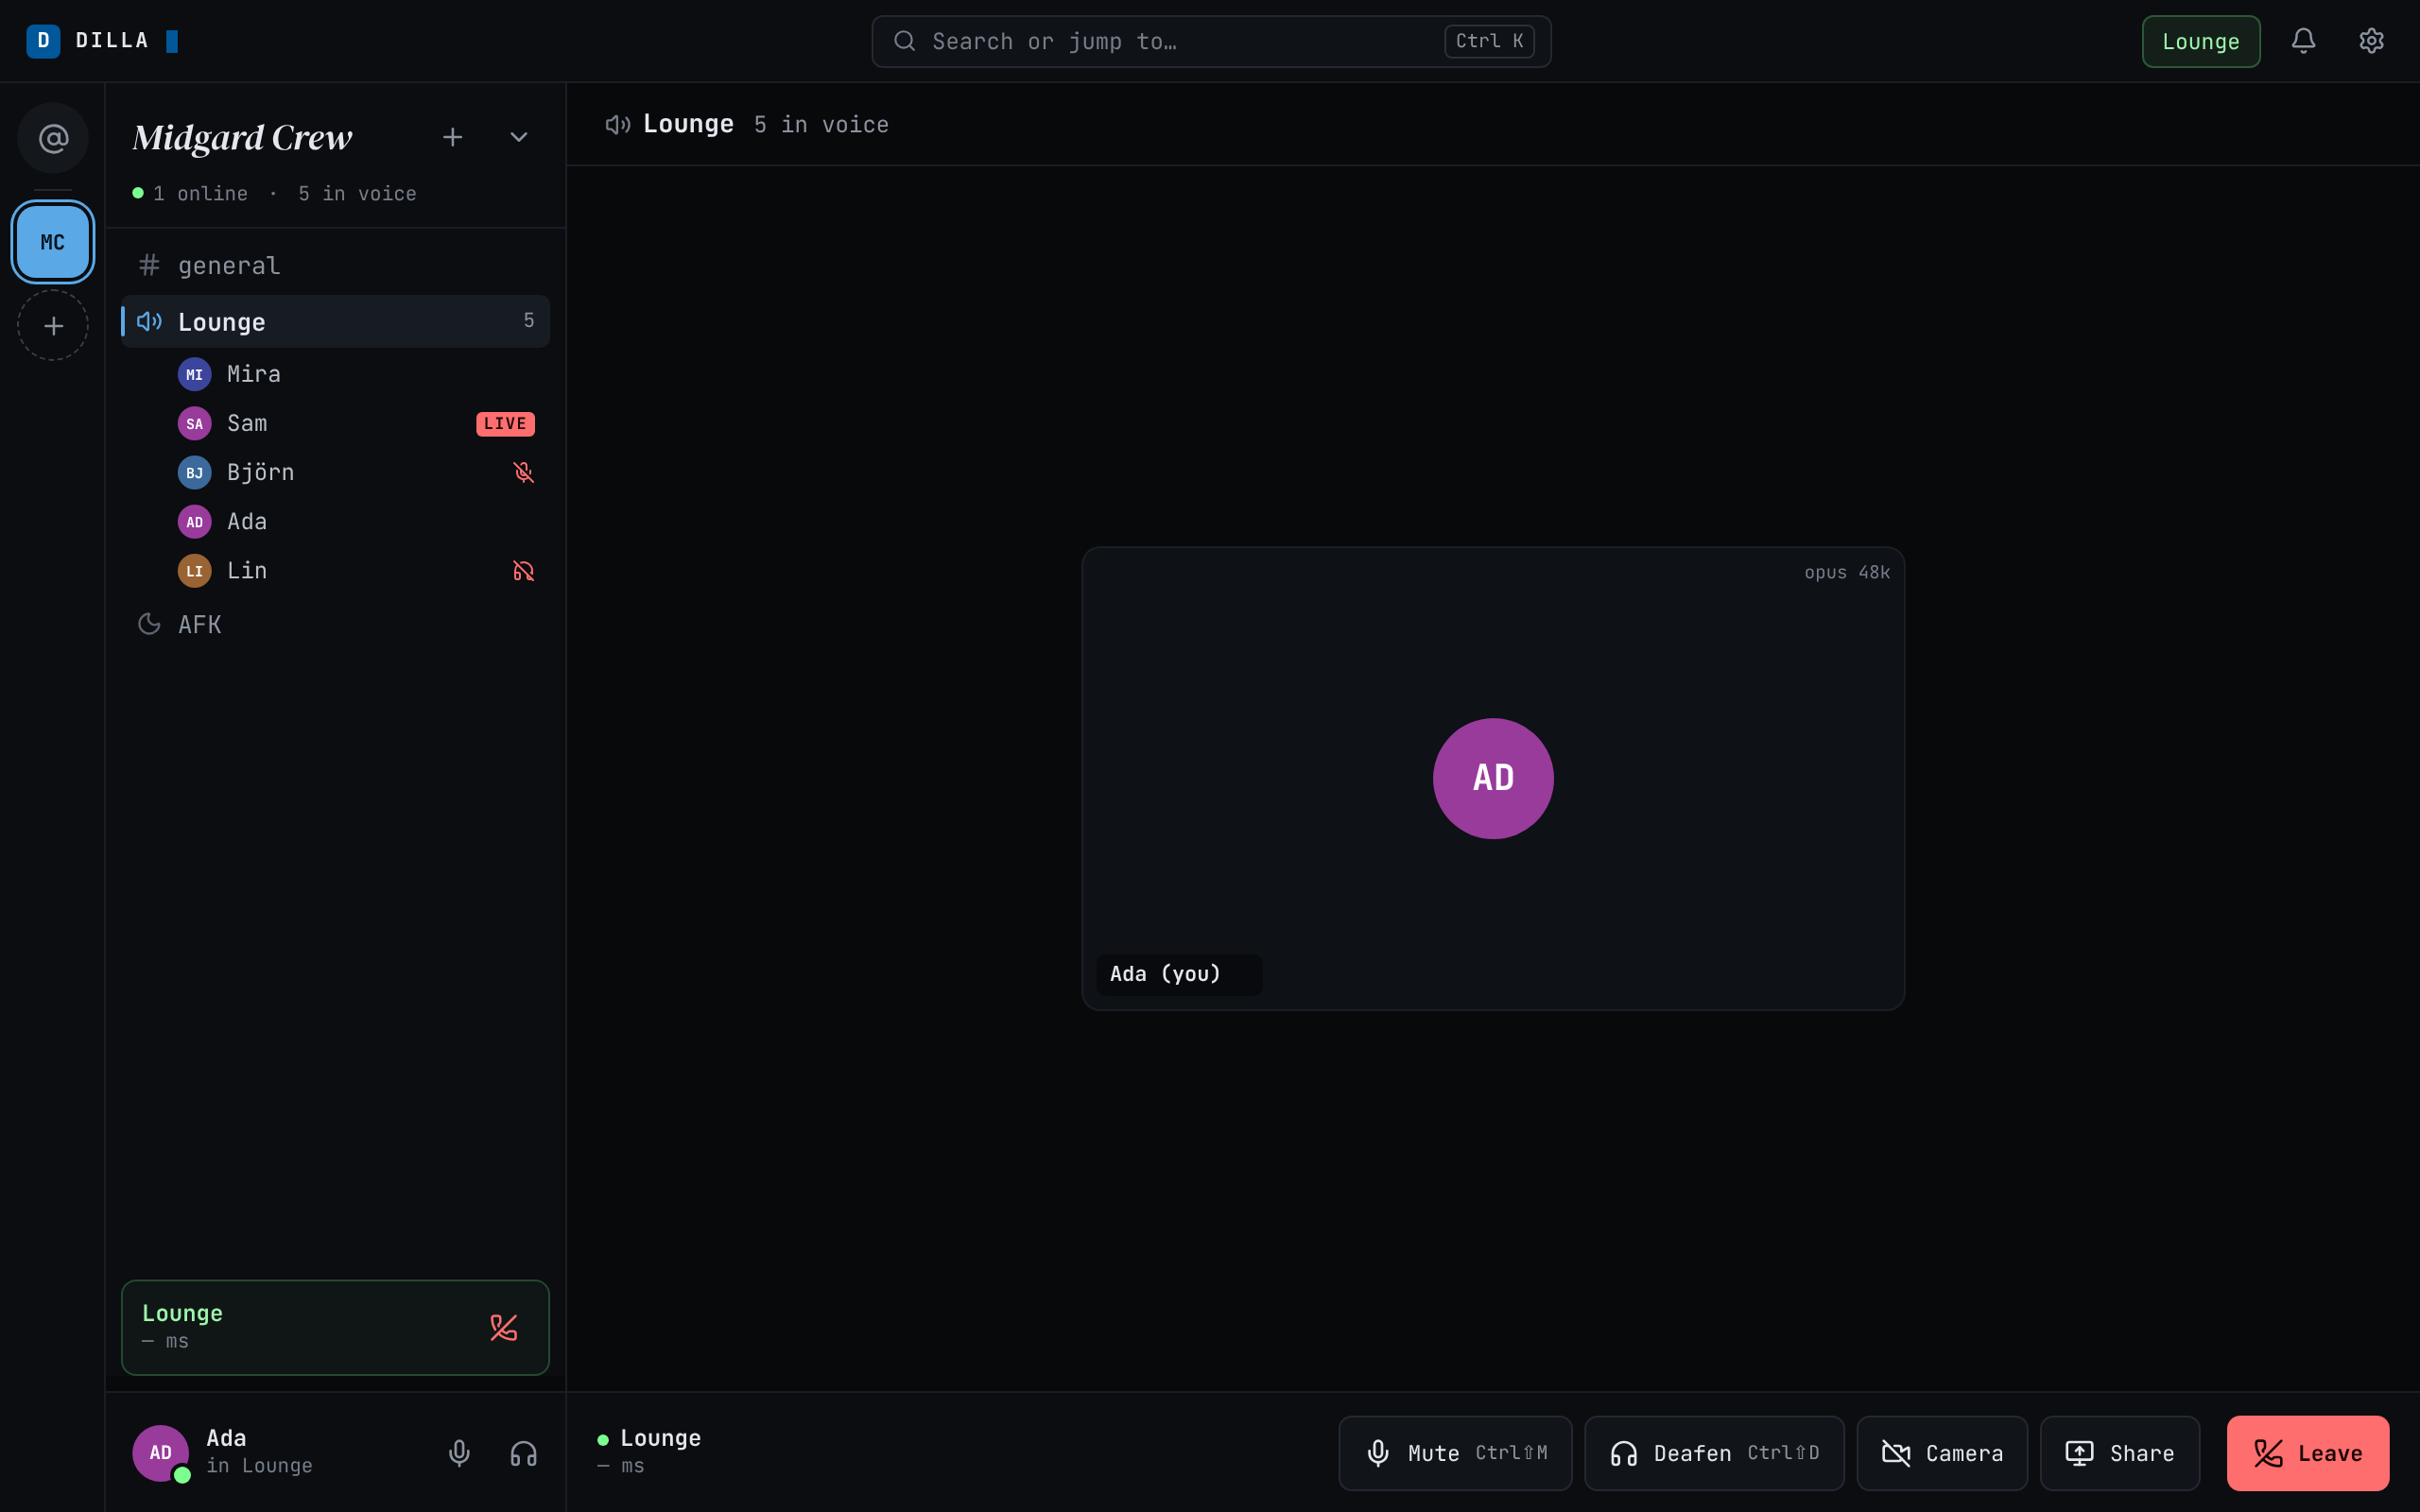 D DILLA
Search or jump to… Ctrl K
Lounge
@
Midgard Crew
1 online · 5 in voice
MC
# general
Lounge 5
MI Mira
SA Sam LIVE
BJ Björn
AD Ada
LI Lin
AFK
Lounge 5 in voice
opus 48k
AD
Ada (you)
Lounge
— ms
AD Ada
in Lounge
Lounge
— ms
Mute Ctrl⇧M
Deafen Ctrl⇧D
Camera
Share
Leave